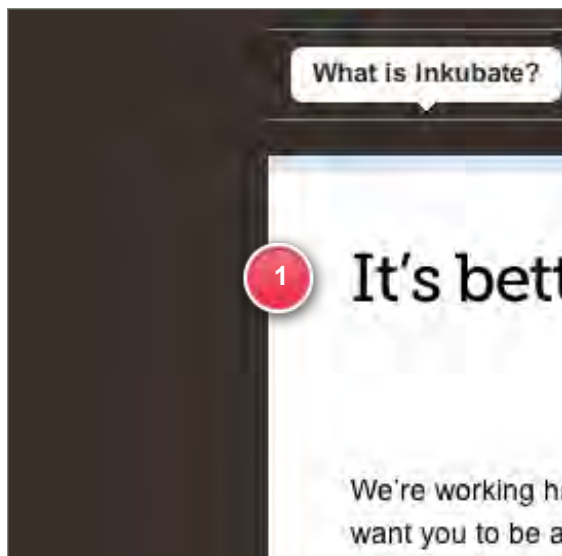 What is Inkubate?
1
It's bett
We're working h
want you to be a